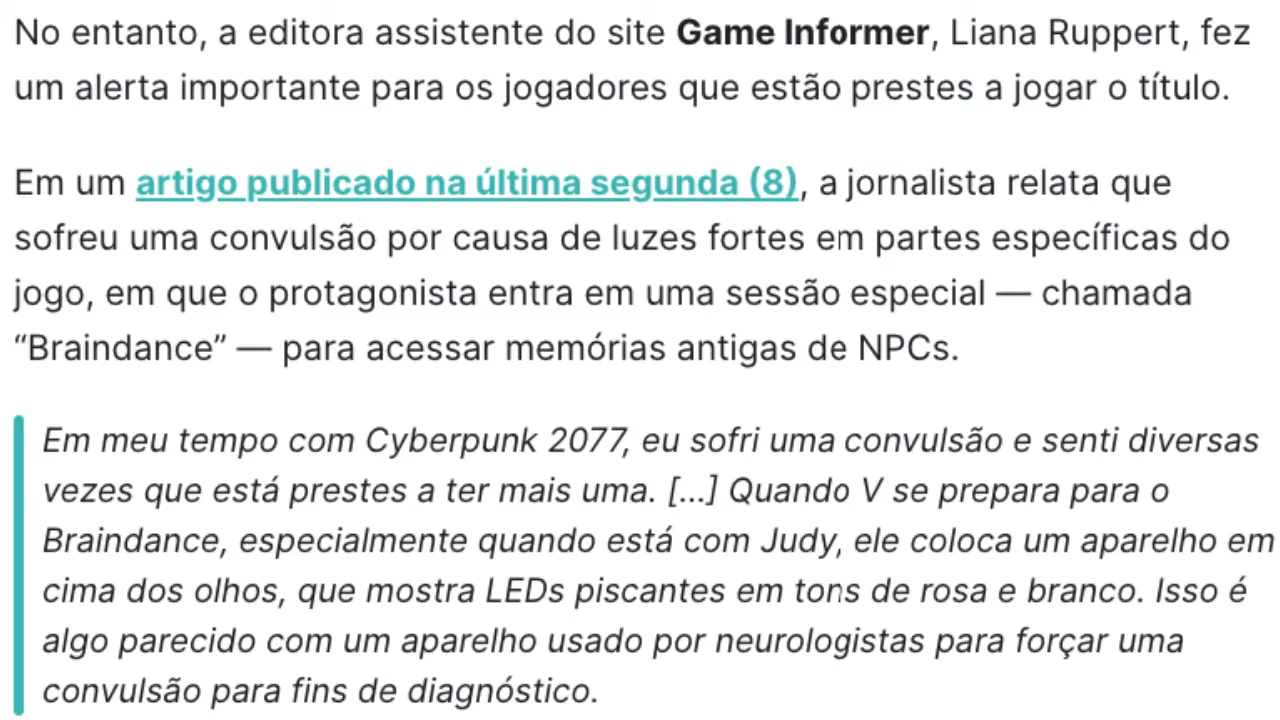 No entanto, a editora assistente do site Game Informer, Liana Ruppert, fez
um alerta importante para os jogadores que estão prestes a jogar o título.
Em um artigo publicado na última segunda (8), a jornalista relata que
sofreu uma convulsão por causa de luzes fortes em partes específicas do
jogo, em que o protagonista entra em uma sessão especial — chamada
“Braindance” — para acessar memórias antigas de NPCs.
Em meu tempo com Cyberpunk 2077, eu sofri uma convulsão e senti diversas
vezes que está prestes a ter mais uma. [...] Quando V se prepara para o
Braindance, especialmente quando está com Judy, ele coloca um aparelho em
cima dos olhos, que mostra LEDs piscantes em tons de rosa e branco. Isso é
algo parecido com um aparelho usado por neurologistas para forçar uma
convulsão para fins de diagnóstico.